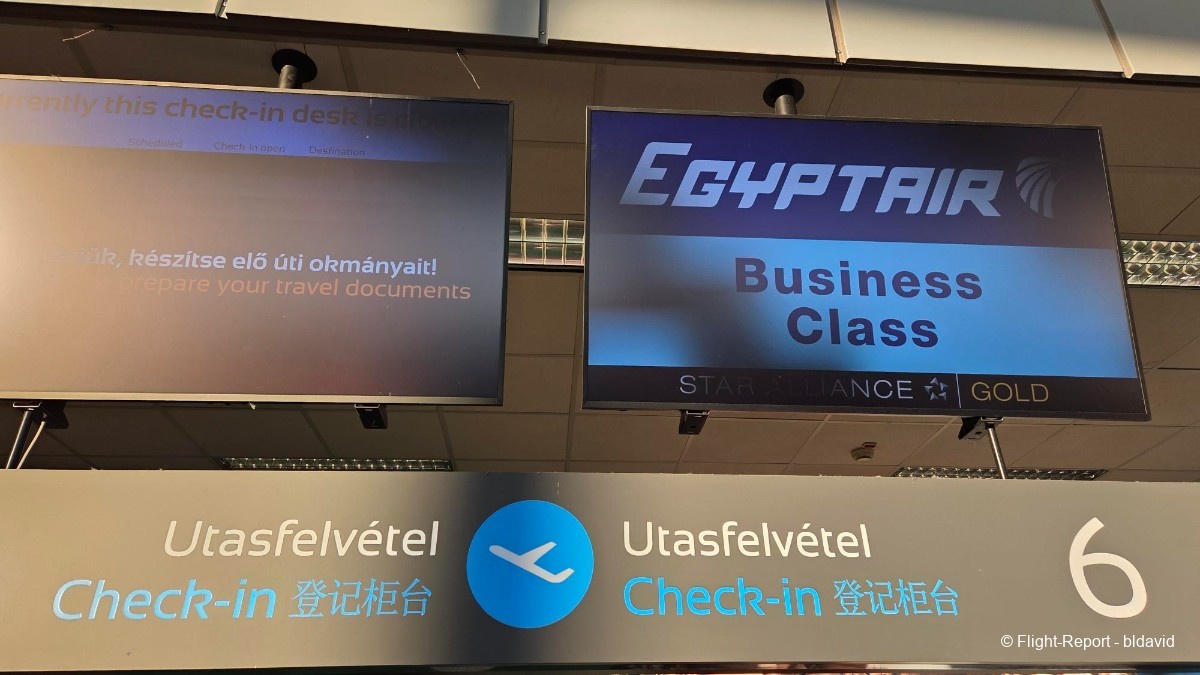 this check-in desk is
Scheduled Check-in open Destination
készítse elő úti okmányait!
prepare your travel documents
EGYPTAIR
Business
Class
STAR ALLIANCE GOLD
Utasfelvétel
Check-in 登记柜台
Utasfelvétel
Check-in 登记柜台
6
© Flight-Report - bldavid